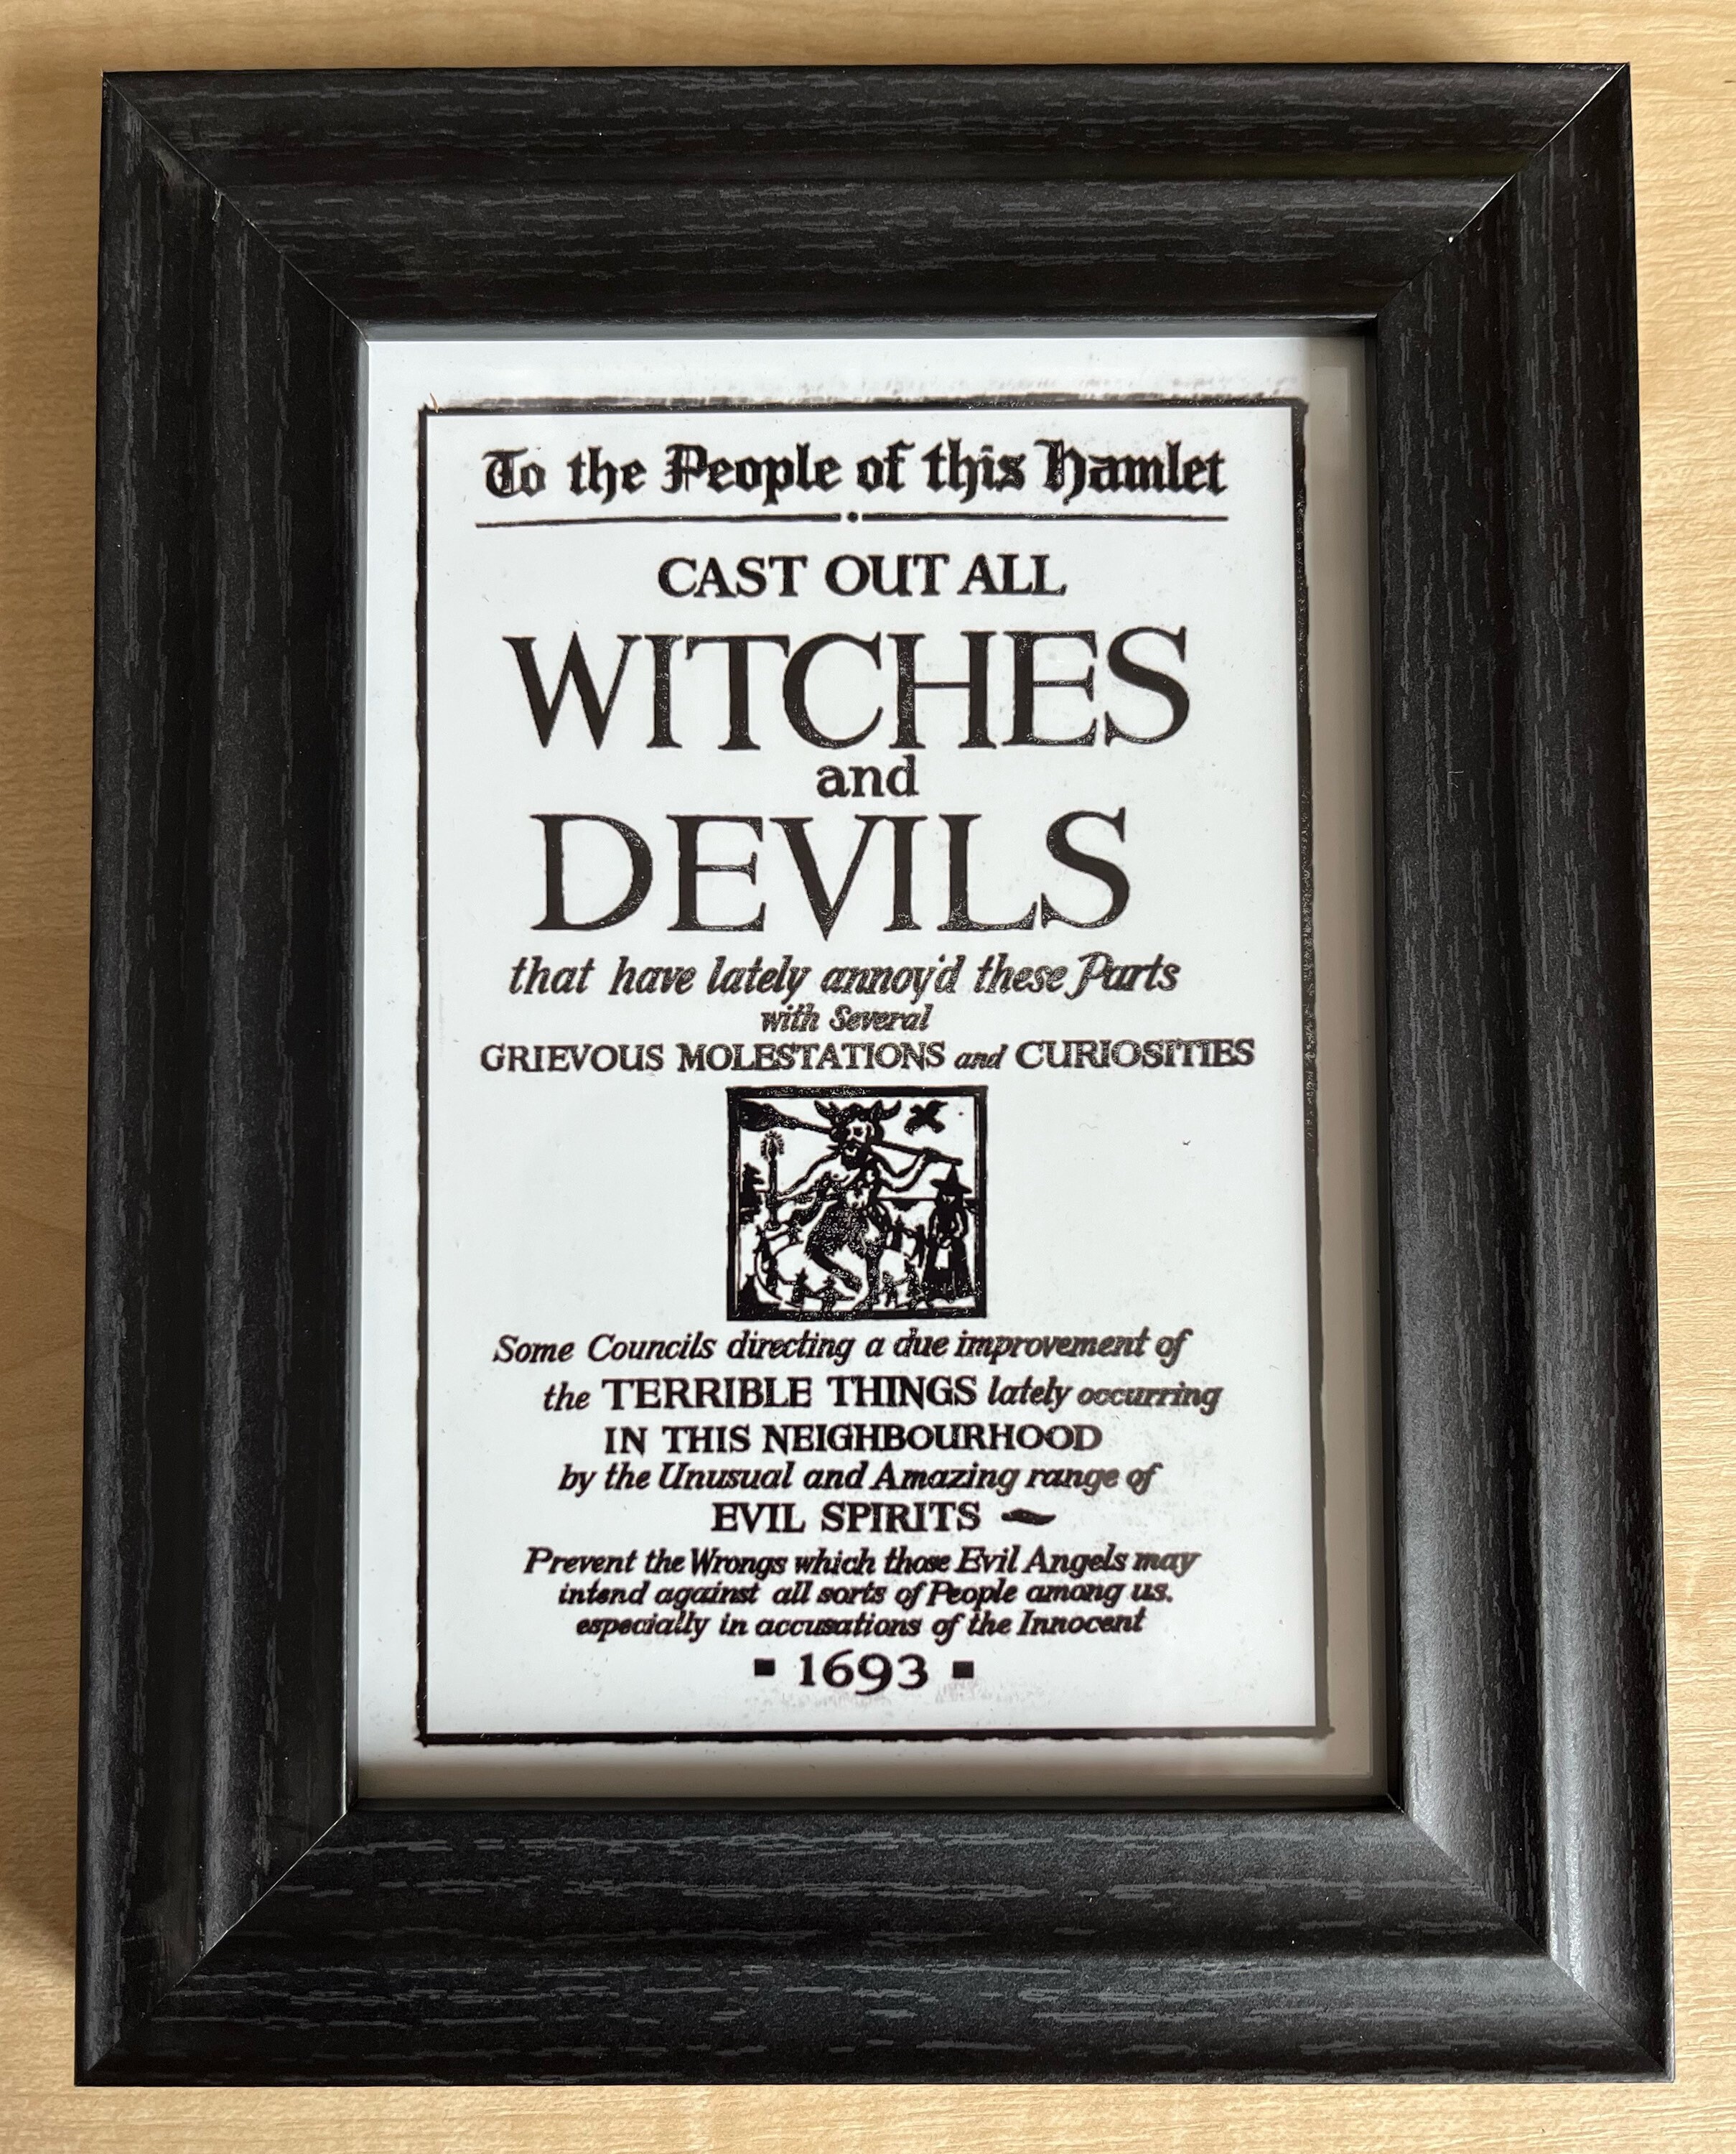 To the People of this Hamlet
CAST OUT ALL
WITCHES
and
DEVILS
that have lately annoy'd these Parts
with Several
GRIEVOUS MOLESTATIONS and CURIOSITIES
Some Councils directing a due improvement of
the TERRIBLE THINGS lately occurring
IN THIS NEIGHBOURHOOD
by the Unusual and Amazing range of
EVIL SPIRITS
Prevent the Wrongs which those Evil Angels may
intend against all sorts of People among us.
especially in accusations of the Innocent
1693